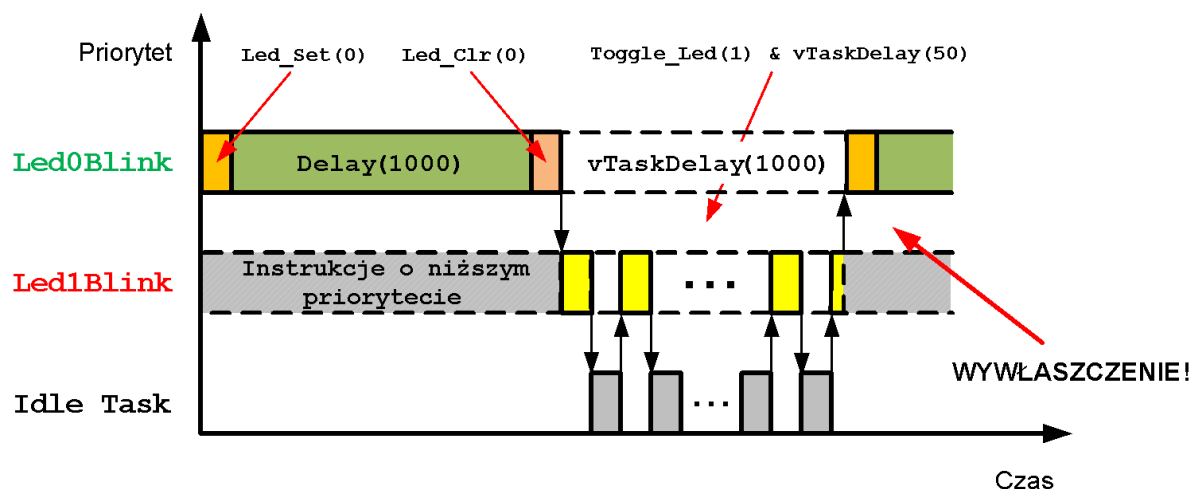 Priorytet
Led_Set(0)
Led_Clr(0)
Toggle_Led(1) & vTaskDelay(50)
Led0Blink
Delay(1000)
vTaskDelay(1000)
Led1Blink
Instrukcje o niższym
priorytecie
...
WYWŁASZCZENIE!
Idle Task
...
Czas